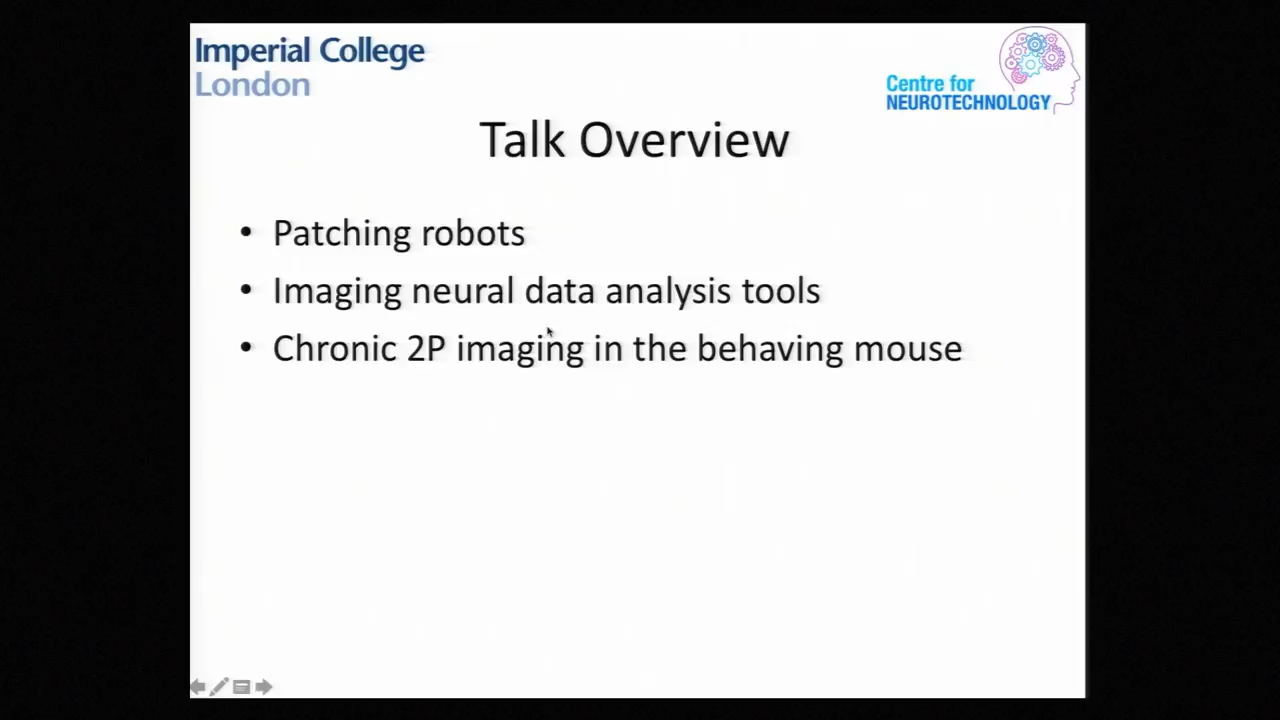 Imperial College
London
Centre for
NEUROTECHNOLOGY
Talk Overview
• Patching robots
• Imaging neural data analysis tools
• Chronic 2P imaging in the behaving mouse